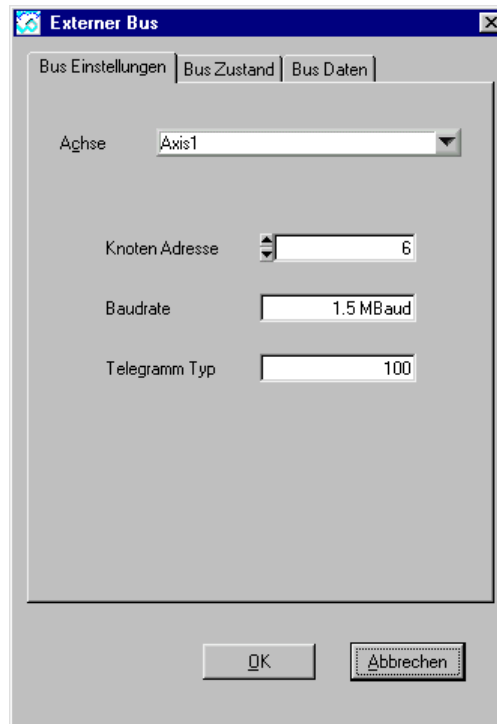 Externer Bus
Bus Einstellungen Bus Zustand Bus Daten
Achse Axis1
Knoten Adresse 6
Baudrate 1.5 MBaud
Telegramm Typ 100
OK Abbrechen